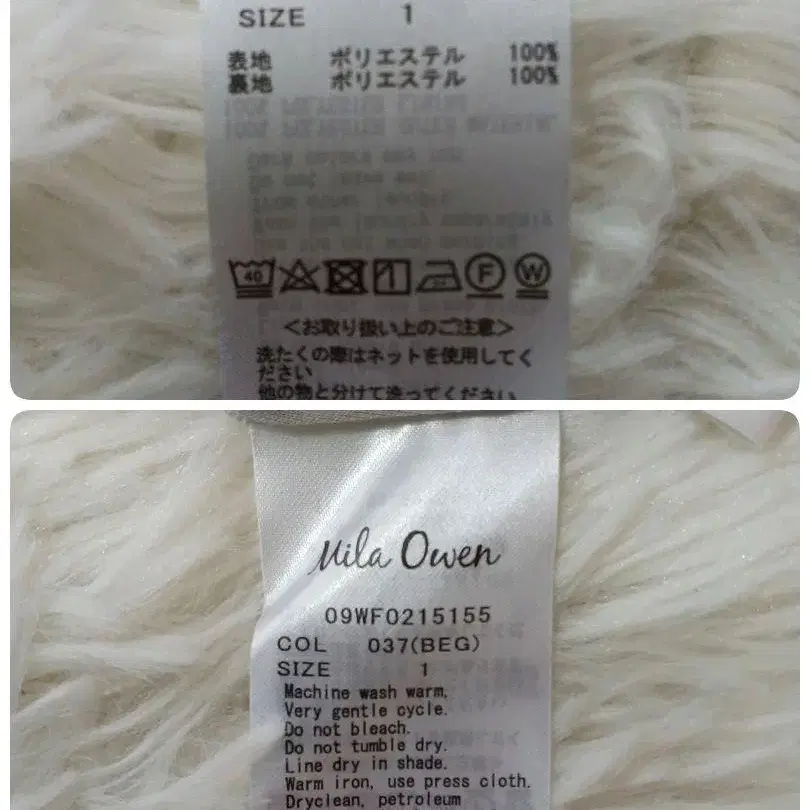 SIZE 1
表地 ポリエステル 100%
裏地 ポリエステル 100%
40 F W
<お取り扱い上のご注意>
洗たくの際はネットを使用してく
ださい
他の物と分けて洗ってください
Mila Owen
09WF0215155
COL 037(BEG)
SIZE 1
Machine wash warm,
Very gentle cycle.
Do not bleach.
Do not tumble dry.
Line dry in shade.
Warm iron, use press cloth.
Dryclean, petroleum